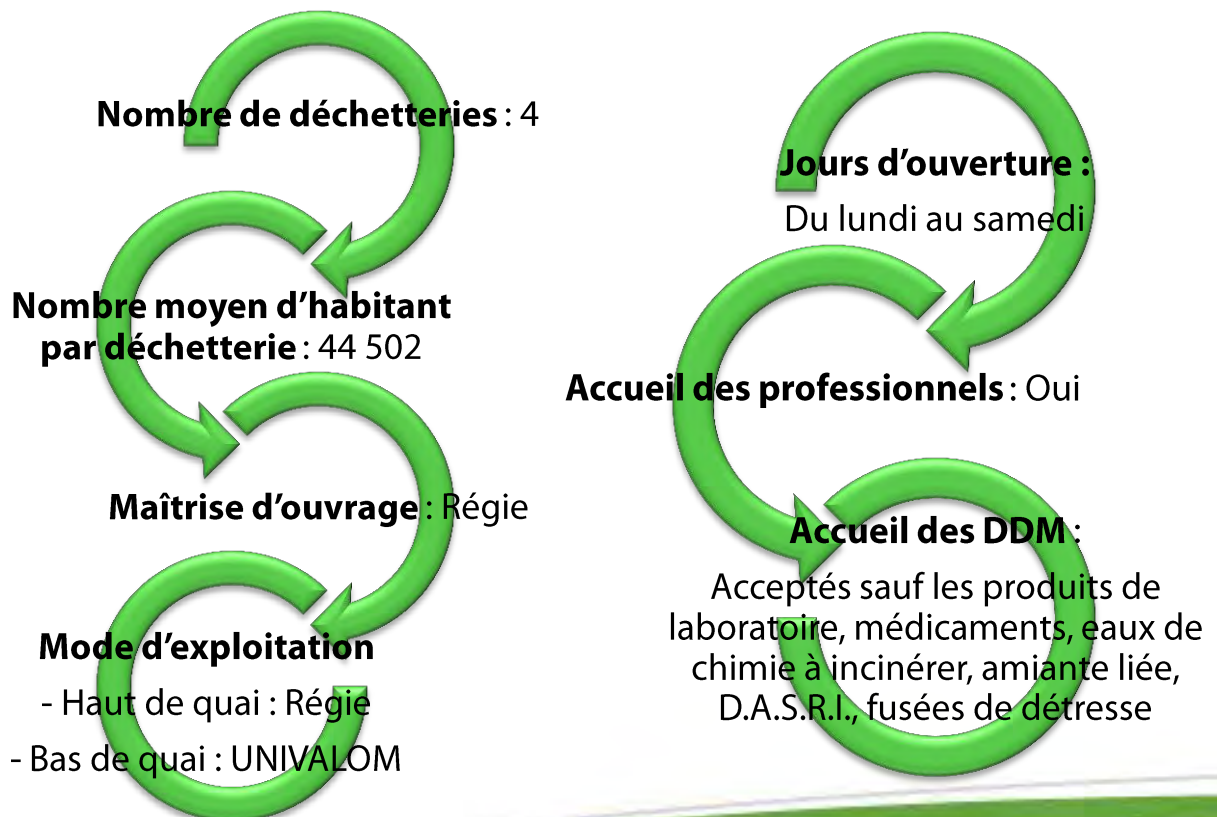 Nombre de déchetteries : 4
Nombre moyen d'habitant
par déchetterie : 44 502
Maîtrise d'ouvrage : Régie
Mode d'exploitation
- Haut de quai : Régie
- Bas de quai : UNIVALOM
Jours d'ouverture :
Du lundi au samedi
Accueil des professionnels : Oui
Accueil des DDM :
Acceptés sauf les produits de
laboratoire, médicaments, eaux de
chimie à incinérer, amiante liée,
D.A.S.R.I., fusées de détresse